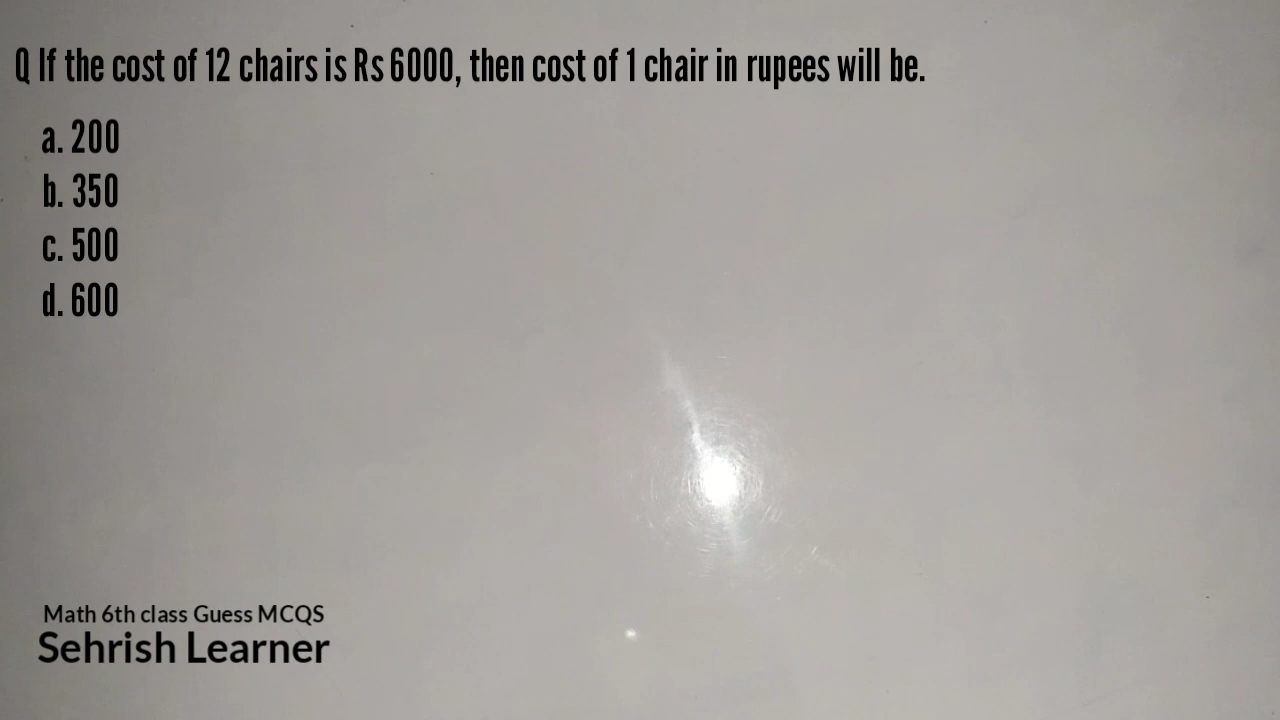 Q If the cost of 12 chairs is Rs 6000, then cost of 1 chair in rupees will be.
a. 200
b. 350
c. 500
d. 600
Math 6th class Guess MCQS
Sehrish Learner